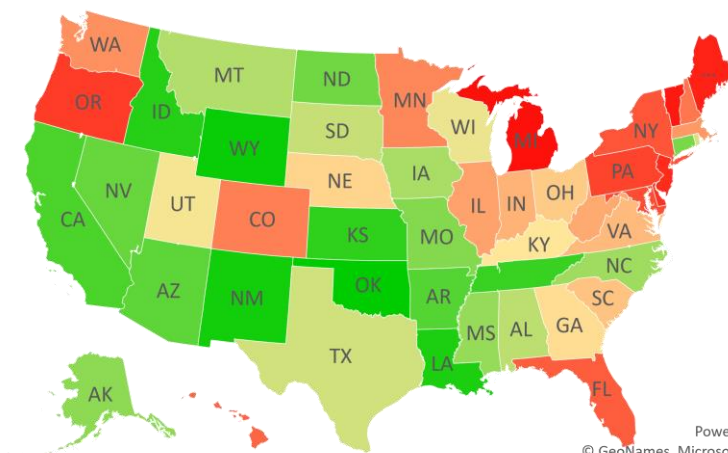 WA
MT
ND
MN
OR
ID
WY
SD
WI
MI
NY
NE
IA
PA
NV
UT
CO
IL
IN
OH
CA
KS
MO
KY
VA
AZ
NM
OK
AR
NC
SC
MS
AL
GA
TX
LA
AK
FL
Powe
© GeoNames, Microso